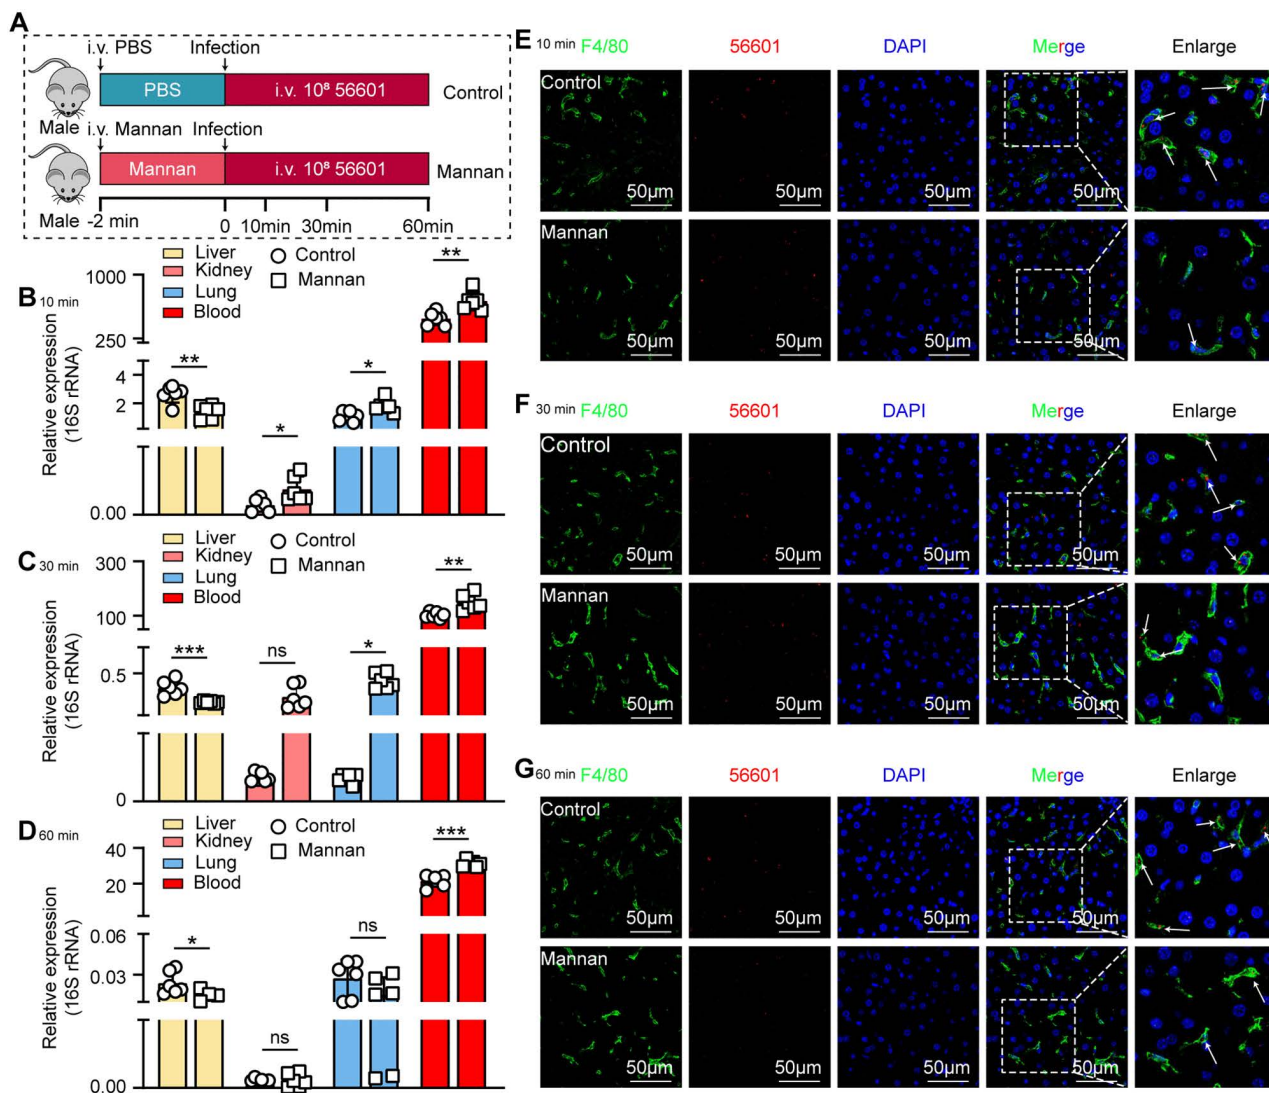 A
i.v. PBS Infection
PBS i.v. 10⁸ 56601 Control
Male
i.v. Mannan Infection
Mannan i.v. 10⁸ 56601 Mannan
Male -2 min 0 10min 30min 60min
B 10 min
Liver
Kidney
Lung
Blood
Control
Mannan
Relative expression
(16S rRNA)
1000
250
4
2
0.00
**
*
*
**
C 30 min
Liver
Kidney
Lung
Blood
Control
Mannan
Relative expression
(16S rRNA)
300
100
0.5
0
***
ns
*
**
D 60 min
Liver
Kidney
Lung
Blood
Control
Mannan
Relative expression
(16S rRNA)
40
20
0.06
0.03
0.00
*
ns
ns
***
E 10 min F4/80 56601 DAPI Merge Enlarge
Control
50μm 50μm 50μm 50μm
Mannan
50μm 50μm 50μm 50μm
F 30 min F4/80 56601 DAPI Merge Enlarge
Control
50μm 50μm 50μm 50μm
Mannan
50μm 50μm 50μm 50μm
G 60 min F4/80 56601 DAPI Merge Enlarge
Control
50μm 50μm 50μm 50μm
Mannan
50μm 50μm 50μm 50μm